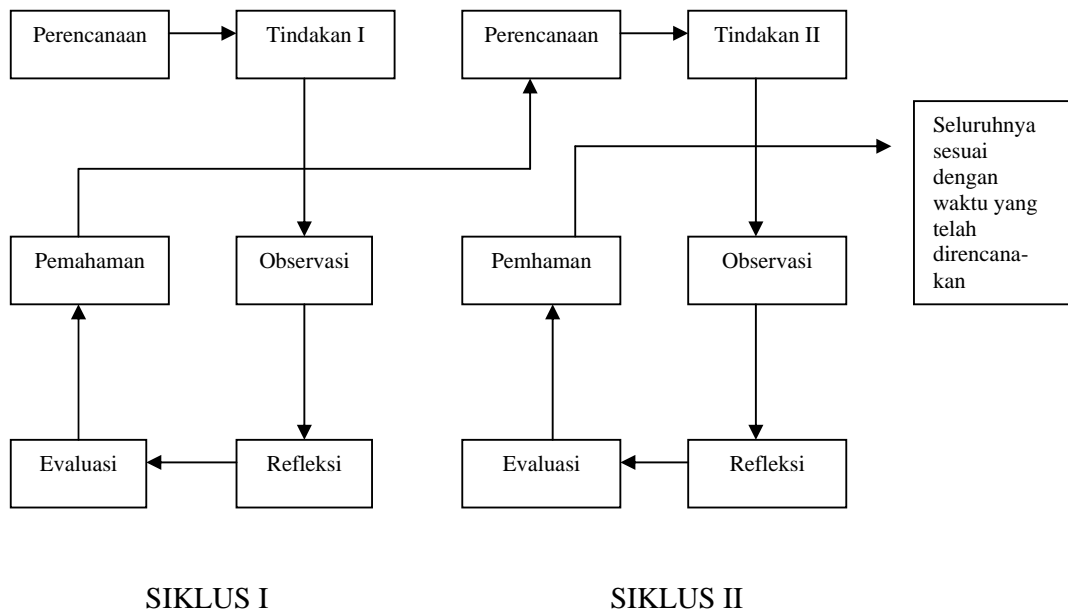 Perencanaan
Tindakan I
Perencanaan
Tindakan II
Seluruhnya
sesuai
dengan
waktu yang
telah
direncana-
kan
Pemahaman
Observasi
Pemhaman
Observasi
Evaluasi
Refleksi
Evaluasi
Refleksi
SIKLUS I
SIKLUS II